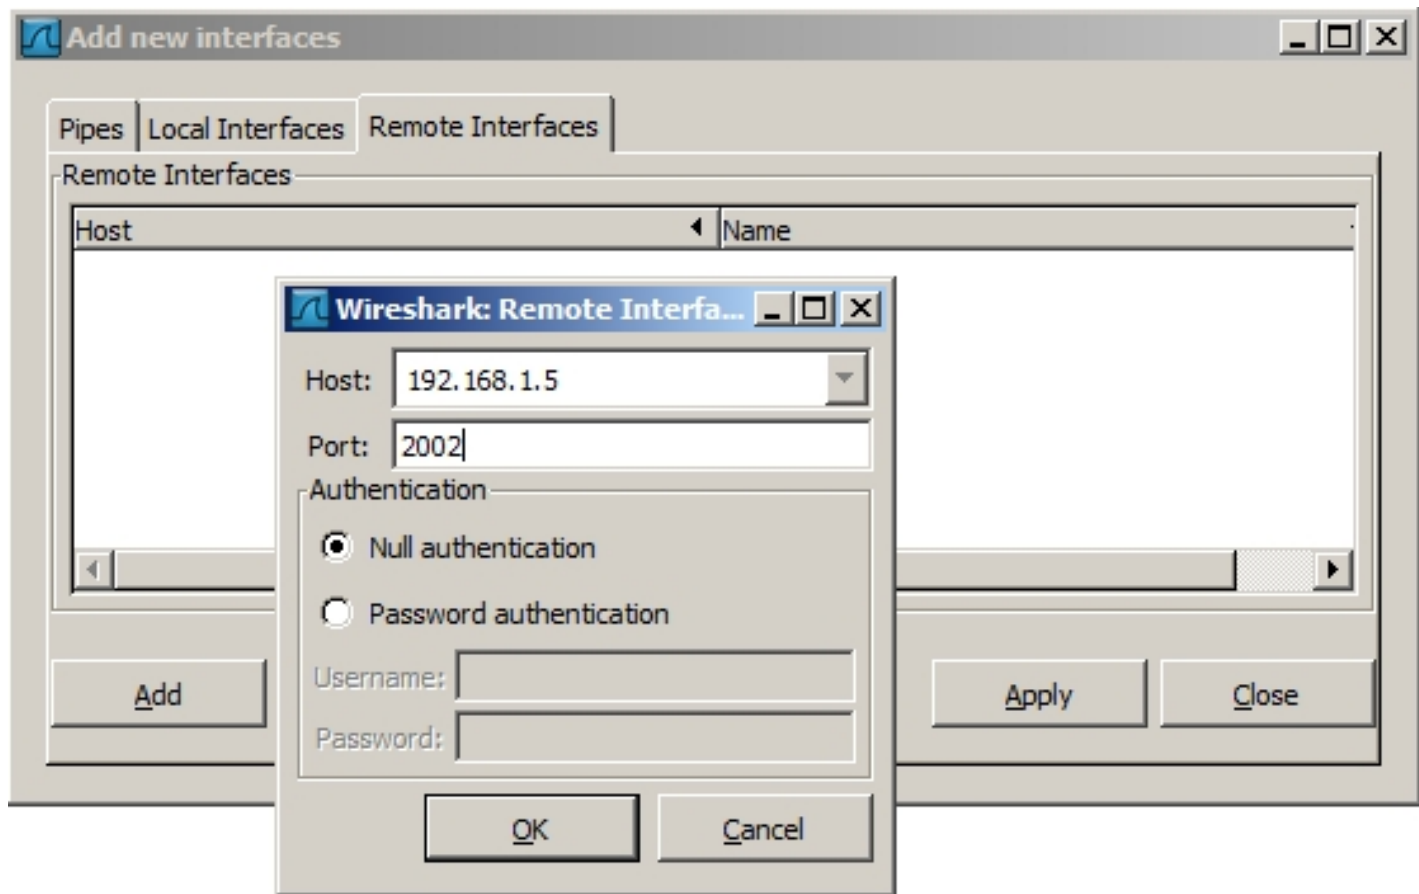 Add new interfaces
Pipes Local Interfaces Remote Interfaces
Remote Interfaces
Host Name
Wireshark: Remote Interfa...
Host: 192.168.1.5
Port: 2002
Authentication
Null authentication
Password authentication
Username:
Password:
Add Apply Close
OK Cancel